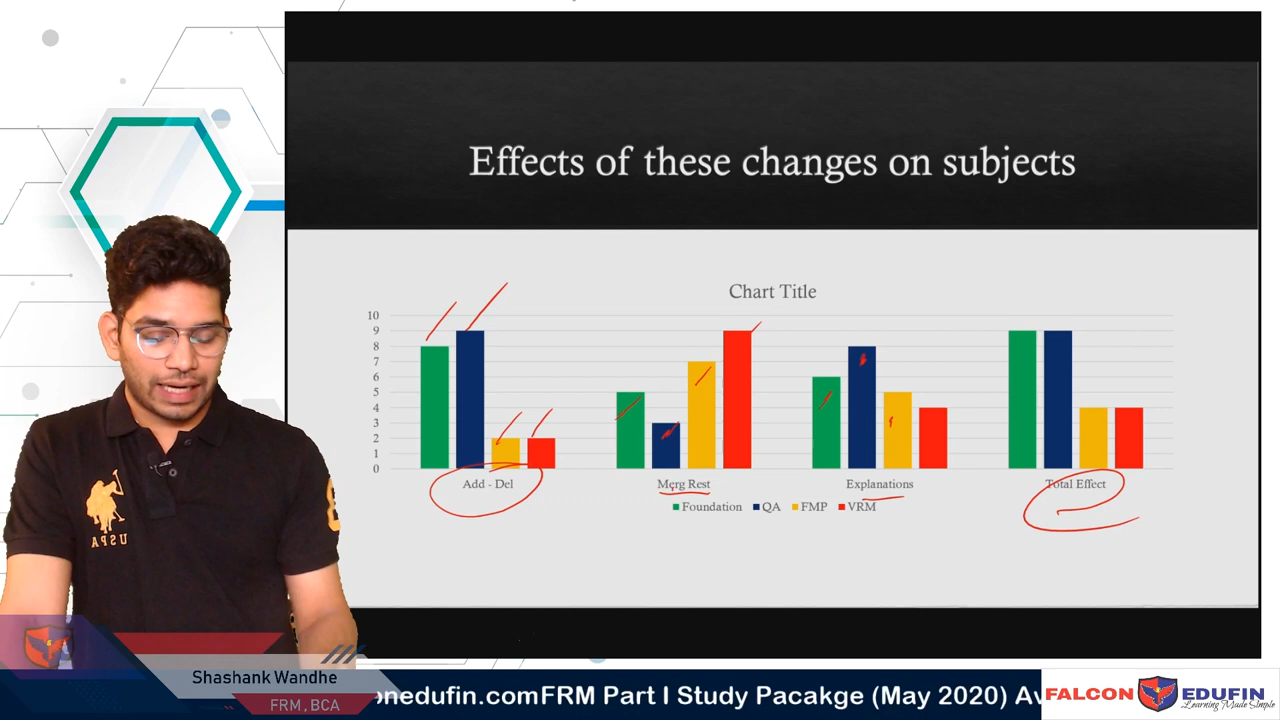 Effects of these changes on subjects
Chart Title
10
9
8
7
6
5
4
3
2
1
0
Add - Del
Merg Rest
Explanations
Total Effect
Foundation QA FMP VRM
USPA
Shashank Wandhe
FRM, BCA
onedufin.comFRM Part I Study Pacakge (May 2020) Av
FALCON EDUFIN
Learning Made Simple